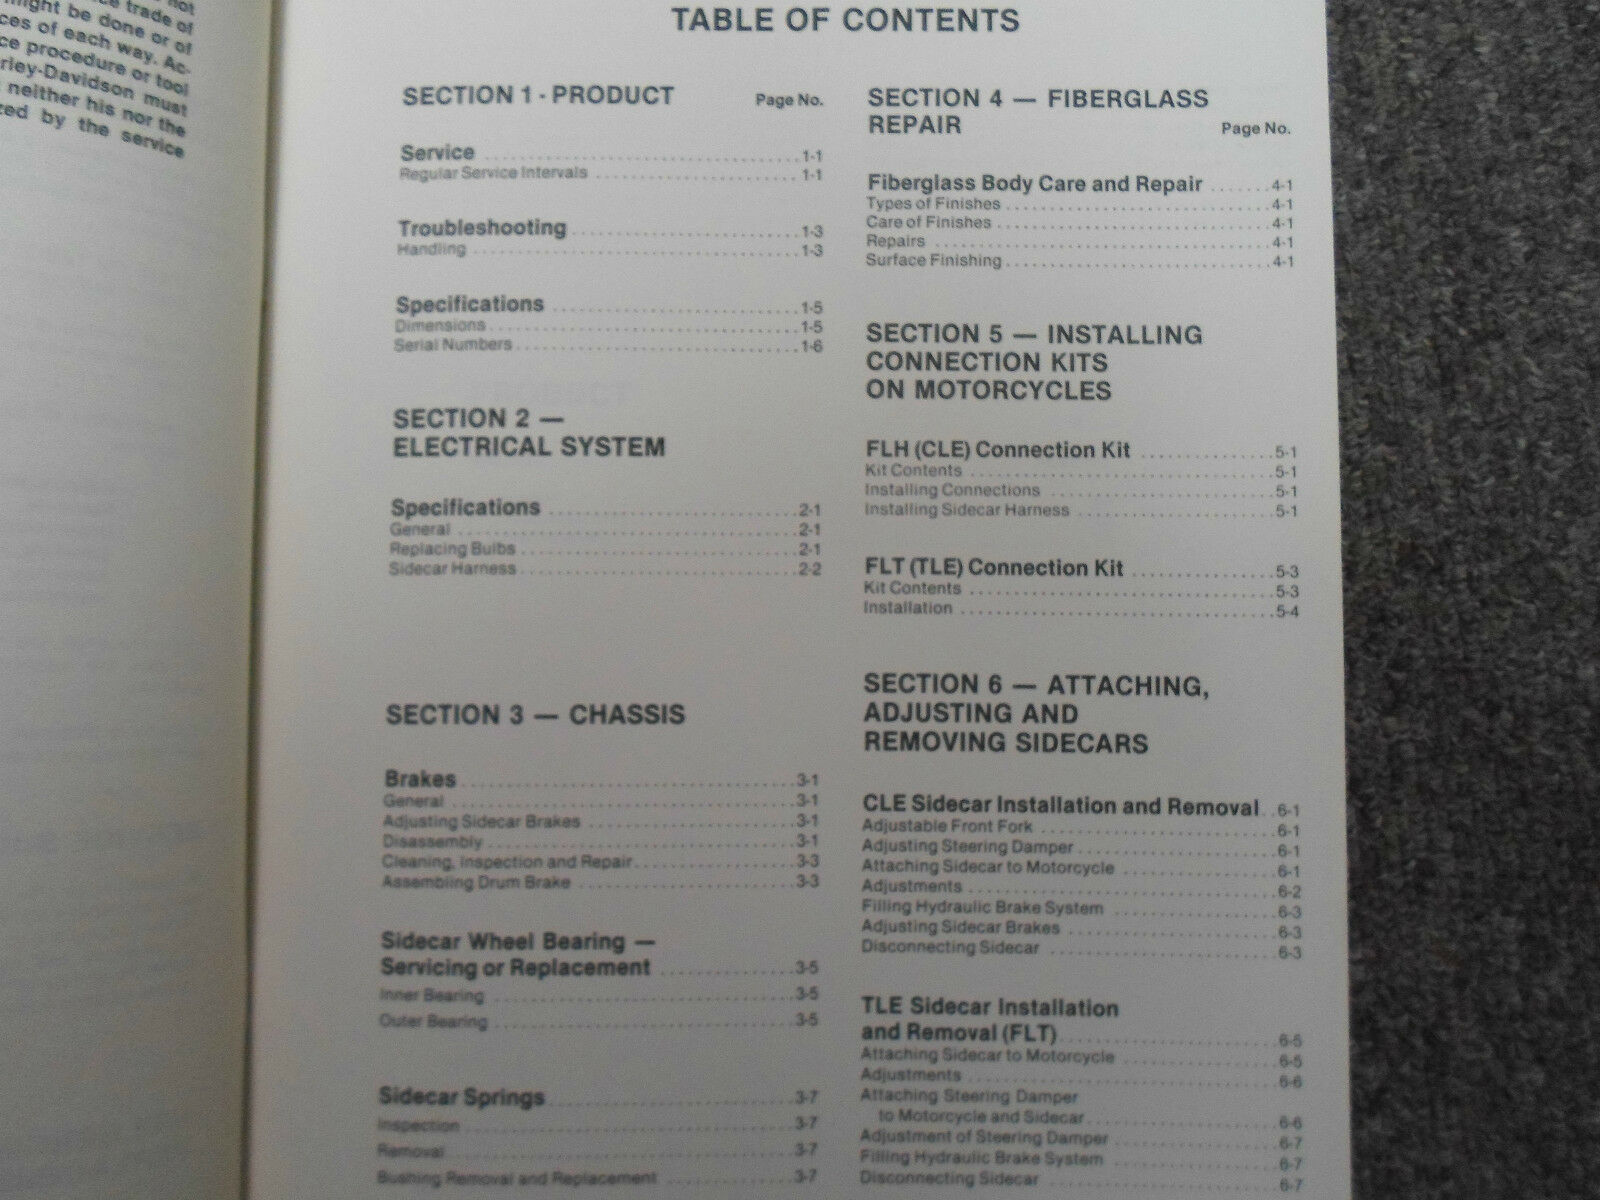 not
trade of
might be done or of
ces of each way. Ac-
ce procedure or tool
rley-Davidson must
neither his nor the
zed by the service
TABLE OF CONTENTS
SECTION 1 - PRODUCT Page No.
Service 1-1
Regular Service Intervals 1-1
Troubleshooting 1-3
Handling 1-3
Specifications 1-5
Dimensions 1-5
Serial Numbers 1-6
SECTION 2 —
ELECTRICAL SYSTEM
Specifications 2-1
General 2-1
Replacing Bulbs 2-1
Sidecar Harness 2-2
SECTION 3 — CHASSIS
Brakes 3-1
General 3-1
Adjusting Sidecar Brakes 3-1
Disassembly 3-1
Cleaning, Inspection and Repair 3-3
Assembling Drum Brake 3-3
Sidecar Wheel Bearing —
Servicing or Replacement 3-5
Inner Bearing 3-5
Outer Bearing 3-5
Sidecar Springs 3-7
Inspection 3-7
Removal 3-7
Bushing Removal and Replacement 3-7
SECTION 4 — FIBERGLASS
REPAIR Page No.
Fiberglass Body Care and Repair 4-1
Types of Finishes 4-1
Care of Finishes 4-1
Repairs 4-1
Surface Finishing 4-1
SECTION 5 — INSTALLING
CONNECTION KITS
ON MOTORCYCLES
FLH (CLE) Connection Kit 5-1
Kit Contents 5-1
Installing Connections 5-1
Installing Sidecar Harness 5-1
FLT (TLE) Connection Kit 5-3
Kit Contents 5-3
Installation 5-4
SECTION 6 — ATTACHING,
ADJUSTING AND
REMOVING SIDECARS
CLE Sidecar Installation and Removal 6-1
Adjustable Front Fork 6-1
Adjusting Steering Damper 6-1
Attaching Sidecar to Motorcycle 6-1
Adjustments 6-2
Filling Hydraulic Brake System 6-3
Adjusting Sidecar Brakes 6-3
Disconnecting Sidecar 6-3
TLE Sidecar Installation
and Removal (FLT) 6-5
Attaching Sidecar to Motorcycle 6-5
Adjustments 6-6
Attaching Steering Damper
to Motorcycle and Sidecar 6-6
Adjustment of Steering Damper 6-7
Filling Hydraulic Brake System 6-7
Disconnecting Sidecar 6-7